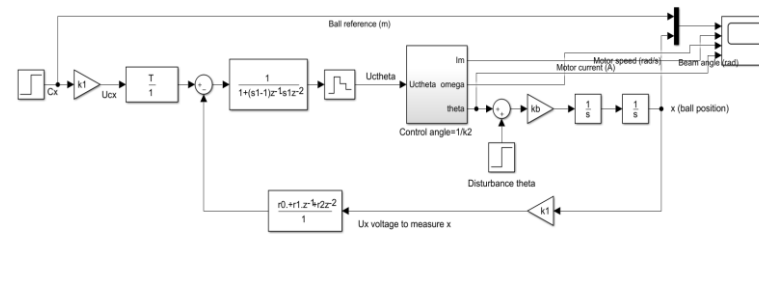 Ball reference (m)
Cx
k1
Ucx
T
1
1
1+(s1-1)z-1-s1z-2
Uctheta
Uctheta
Im
omega
theta
Control angle=1/k2
Motor speed (rad/s)
Motor current (A)
Beam angle (rad)
kb
1
s
1
s
x (ball position)
Disturbance theta
r0.+r1.z-1+r2z-2
1
Ux voltage to measure x
k1